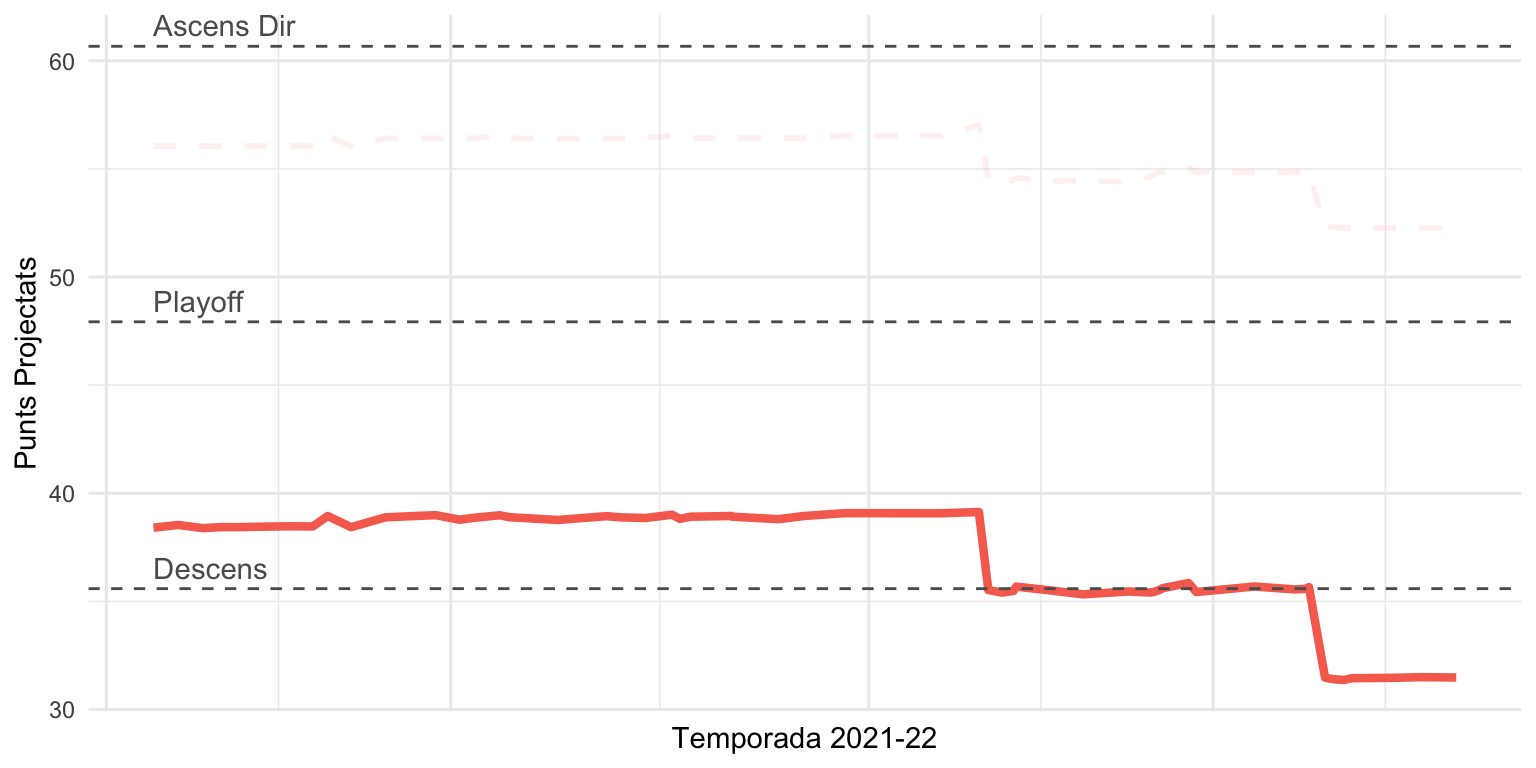 Ascens Dir
60
50
Playoff
Punts Projectats
40
Descens
30
Temporada 2021-22